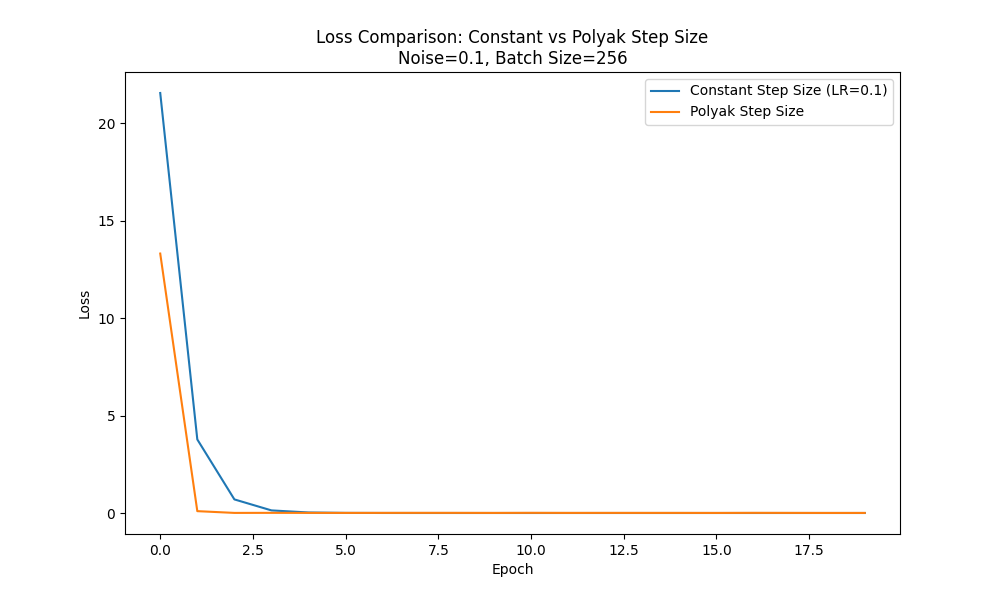 Loss Comparison: Constant vs Polyak Step Size
Noise=0.1, Batch Size=256
Constant Step Size (LR=0.1)
Polyak Step Size
Loss
20
15
10
5
0
0.0
2.5
5.0
7.5
10.0
12.5
15.0
17.5
Epoch